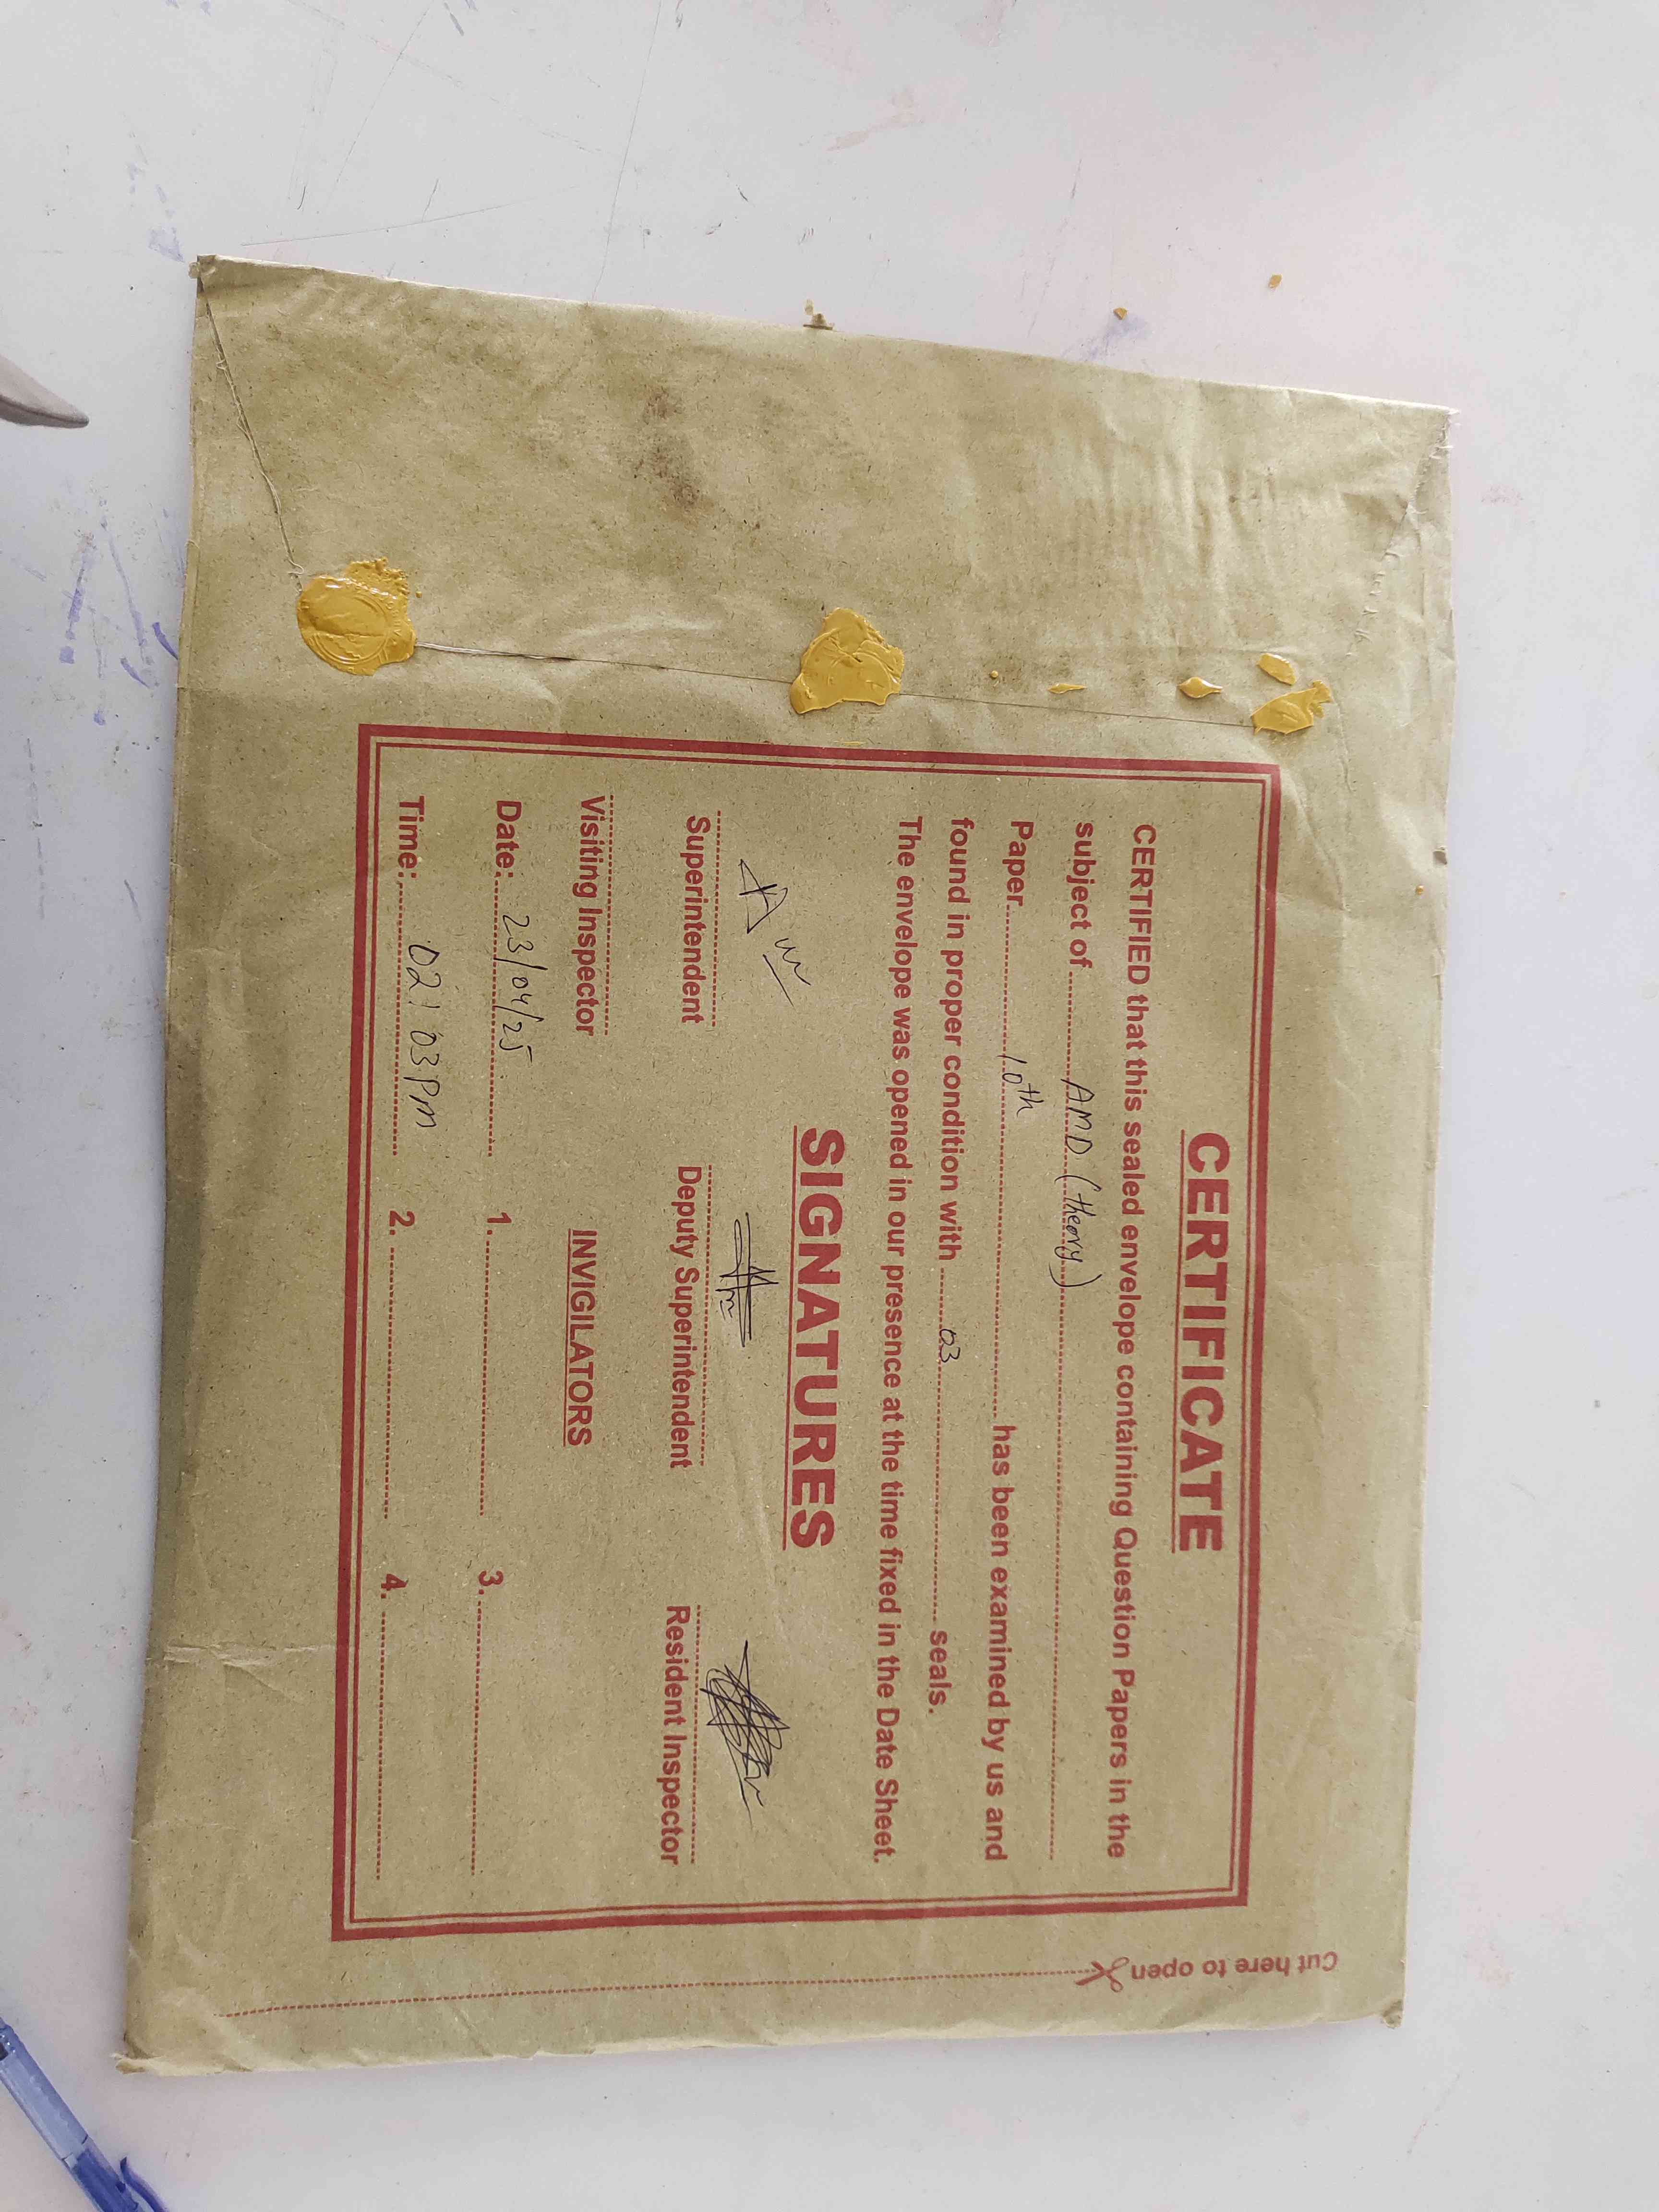 CERTIFICATE
CERTIFIED that this sealed envelope containing Question Papers in the
subject of AMD (theory)
Paper 10th has been examined by us and
found in proper condition with 03 seals.
The envelope was opened in our presence at the time fixed in the Date Sheet.
SIGNATURES
Superintendent Deputy Superintendent Resident Inspector
Visiting Inspector INVIGILATORS
Date: 23/04/25 1. 3.
Time: 02:03 Pm 2. 4.
Cut here to open